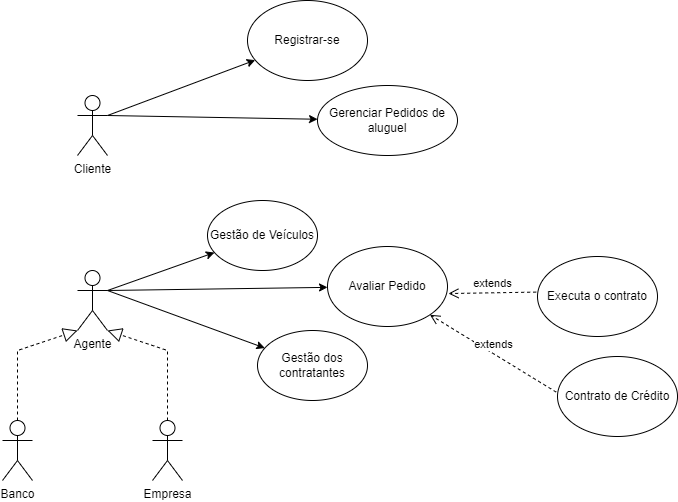 Registrar-se
Gerenciar Pedidos de
aluguel
Cliente
Gestão de Veículos
Avaliar Pedido
extends
Executa o contrato
Agente
extends
Gestão dos
contratantes
Contrato de Crédito
Banco
Empresa